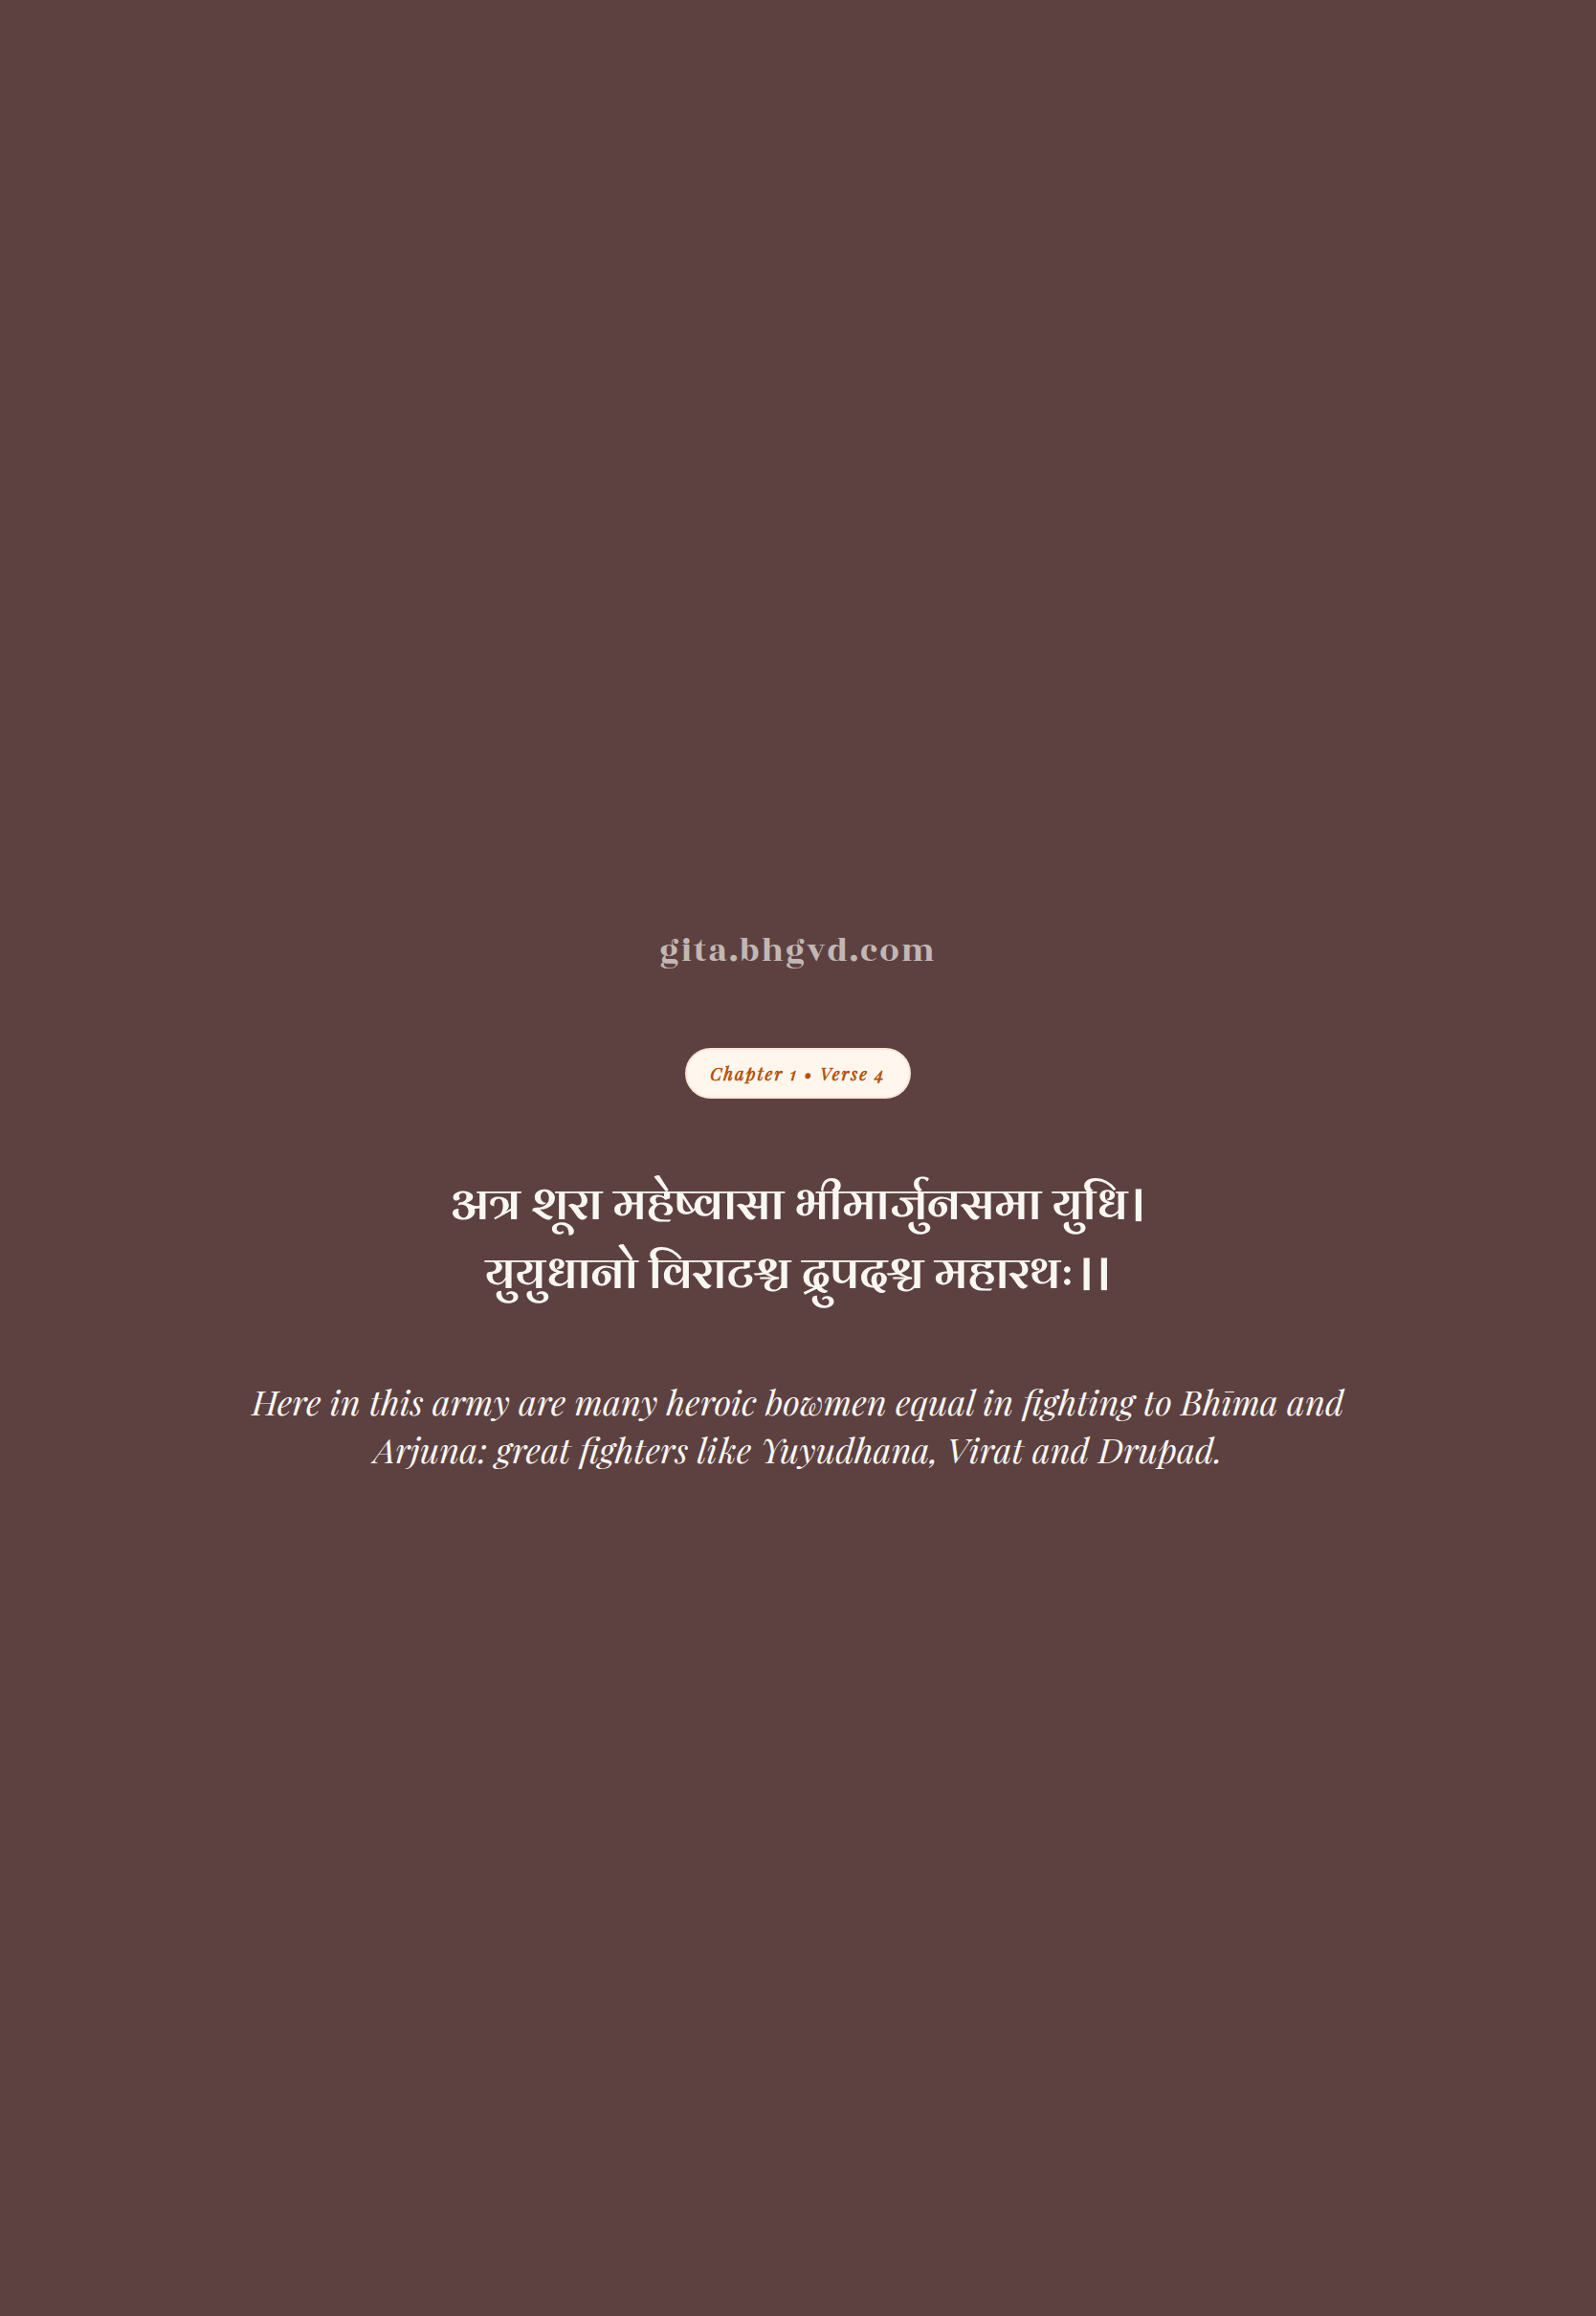 gita.bhgvd.com
Chapter 1 • Verse 4
अत्र शूरा महेष्वासा भीमार्जुनसमा युधि।
युयुधानो विराटश्च द्रुपदश्च महारथः।।
Here in this army are many heroic bowmen equal in fighting to Bhīma and
Arjuna: great fighters like Yuyudhana, Virat and Drupad.